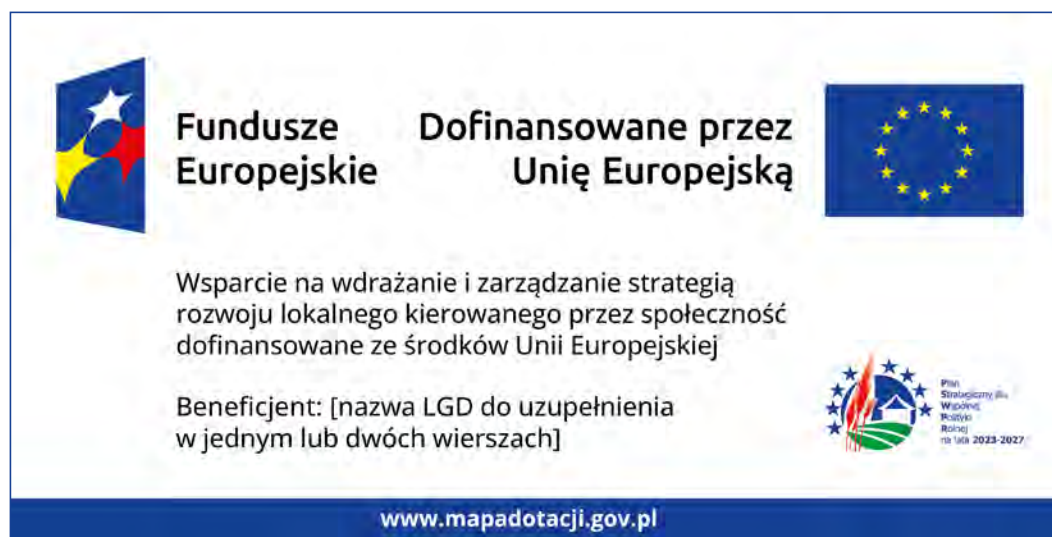 Fundusze
Europejskie
Dofinansowane przez
Unię Europejską
Wsparcie na wdrażanie i zarządzanie strategią
rozwoju lokalnego kierowanego przez społeczność
dofinansowane ze środków Unii Europejskiej
Beneficjent: [nazwa LGD do uzupełnienia
w jednym lub dwóch wierszach]
Plan
Strategiczny dla
Wspólnej
Polityki
Rolnej
na lata 2023-2027
www.mapadotacji.gov.pl